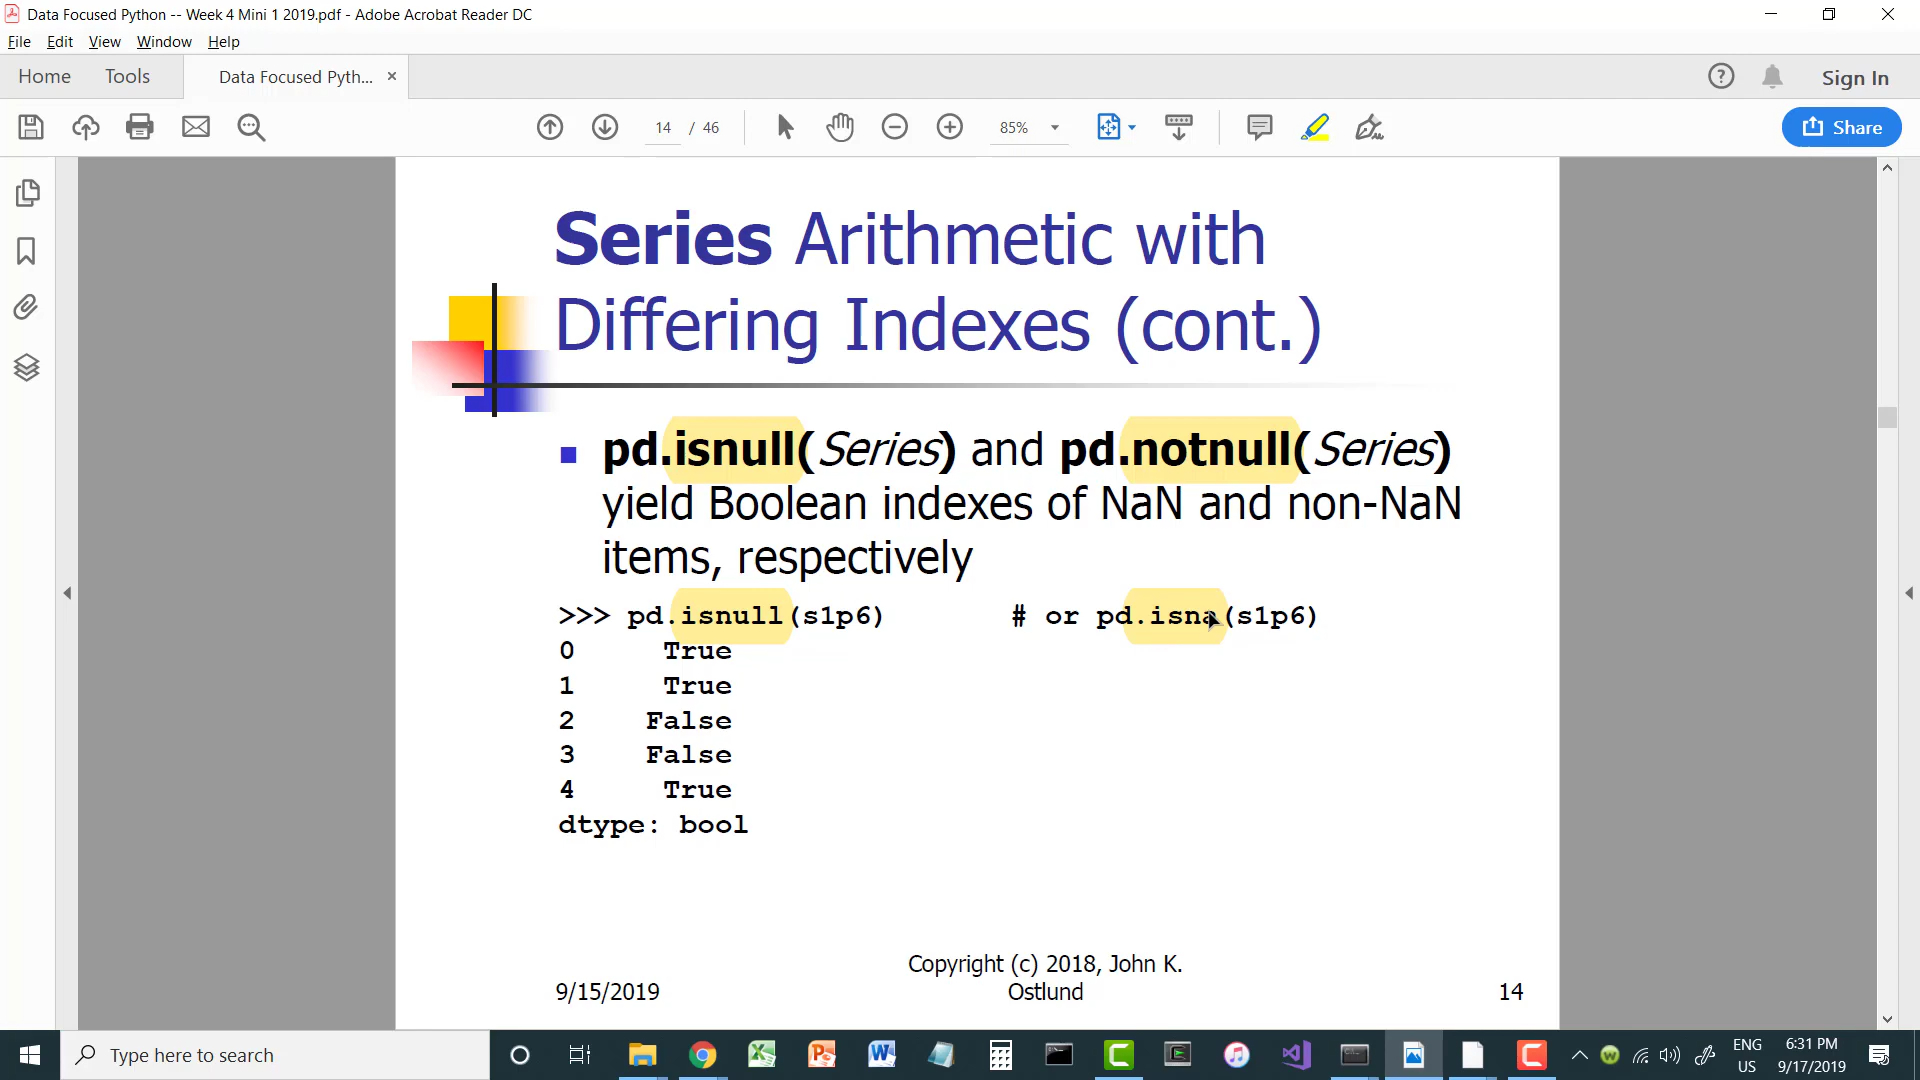 Data Focused Python -- Week 4 Mini 1 2019.pdf - Adobe Acrobat Reader DC
File Edit View Window Help
Home Tools Data Focused Pyth... × Sign In
14 / 46 85% Share
Series Arithmetic with
Differing Indexes (cont.)
pd.isnull(Series) and pd.notnull(Series)
yield Boolean indexes of NaN and non-NaN
items, respectively
>>> pd.isnull(s1p6) # or pd.isna(s1p6)
0 True
1 True
2 False
3 False
4 True
dtype: bool
Copyright (c) 2018, John K.
9/15/2019 Ostlund 14
Type here to search
ENG 6:31 PM
US 9/17/2019